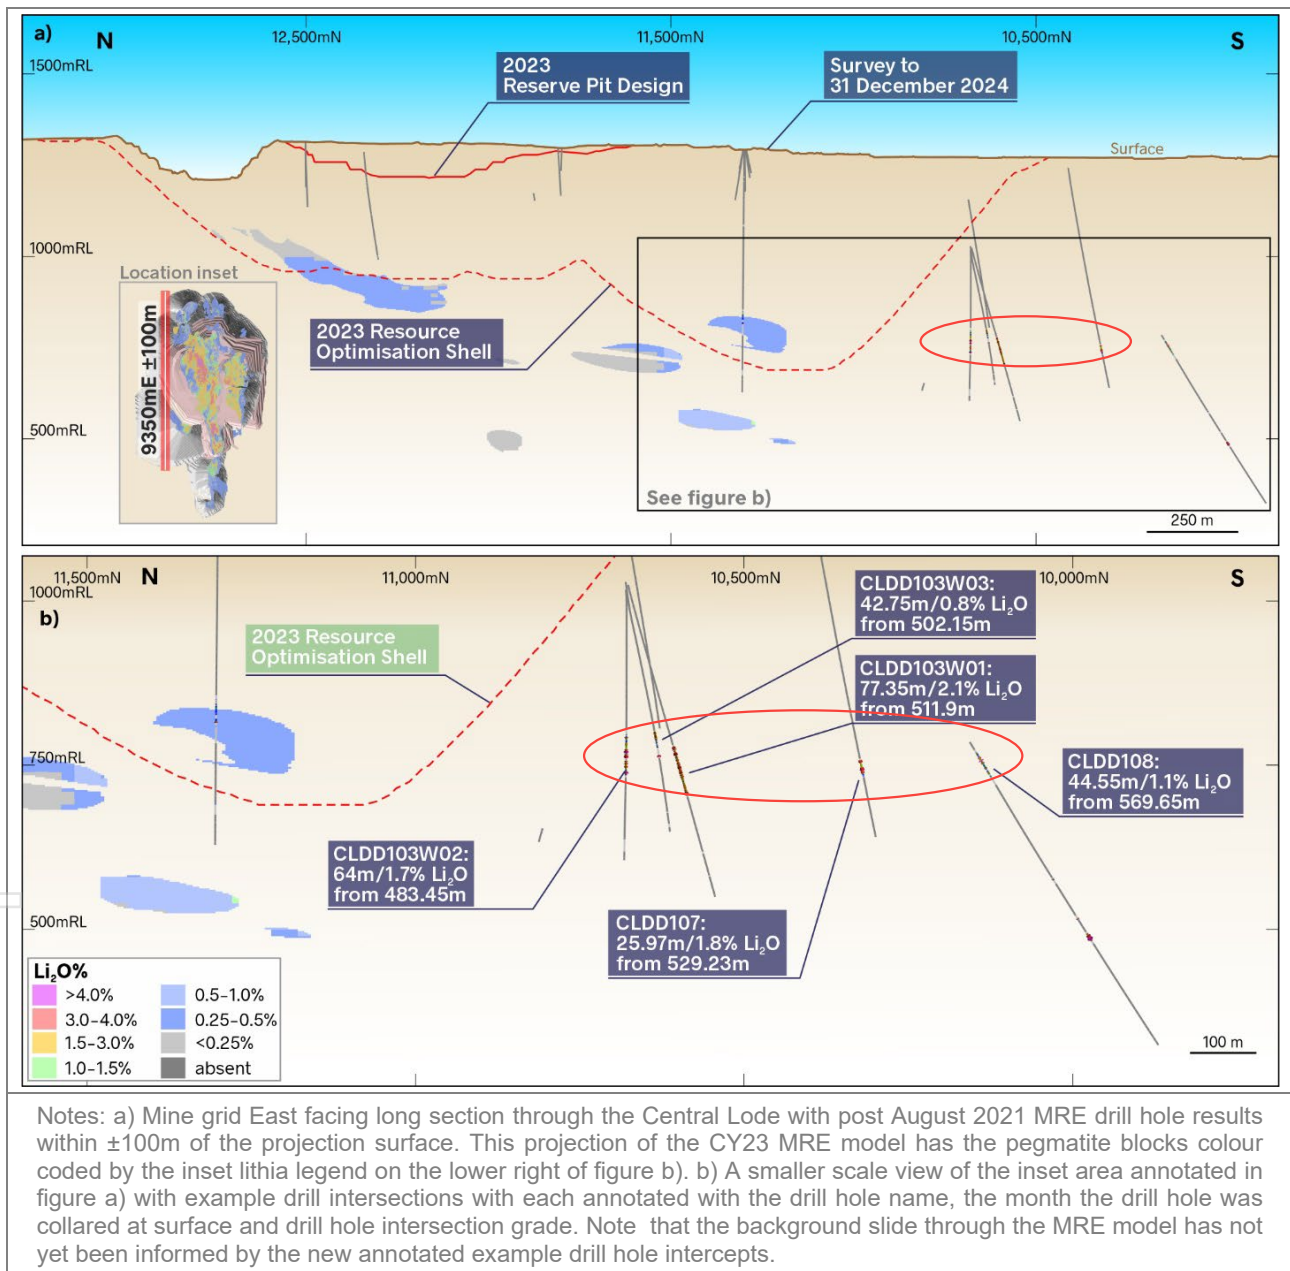 a)
N
12,500mN
11,500mN
10,500mN
S
1500mRL
2023
Reserve Pit Design
Survey to
31 December 2024
Surface
1000mRL
Location inset
9350mE ±100m
2023 Resource
Optimisation Shell
500mRL
See figure b)
250 m
11,500mN
N
11,000mN
10,500mN
10,000mN
S
1000mRL
b)
CLDD103W03:
42.75m/0.8% Li₂O
from 502.15m
2023 Resource
Optimisation Shell
CLDD103W01:
77.35m/2.1% Li₂O
from 511.9m
750mRL
CLDD108:
44.55m/1.1% Li₂O
from 569.65m
CLDD103W02:
64m/1.7% Li₂O
from 483.45m
CLDD107:
25.97m/1.8% Li₂O
from 529.23m
500mRL
Li₂O%
>4.0%
0.5–1.0%
3.0–4.0%
0.25–0.5%
1.5–3.0%
<0.25%
1.0–1.5%
absent
100 m
Notes: a) Mine grid East facing long section through the Central Lode with post August 2021 MRE drill hole results
within ±100m of the projection surface. This projection of the CY23 MRE model has the pegmatite blocks colour
coded by the inset lithia legend on the lower right of figure b). b) A smaller scale view of the inset area annotated in
figure a) with example drill intersections with each annotated with the drill hole name, the month the drill hole was
collared at surface and drill hole intersection grade. Note that the background slide through the MRE model has not
yet been informed by the new annotated example drill hole intercepts.